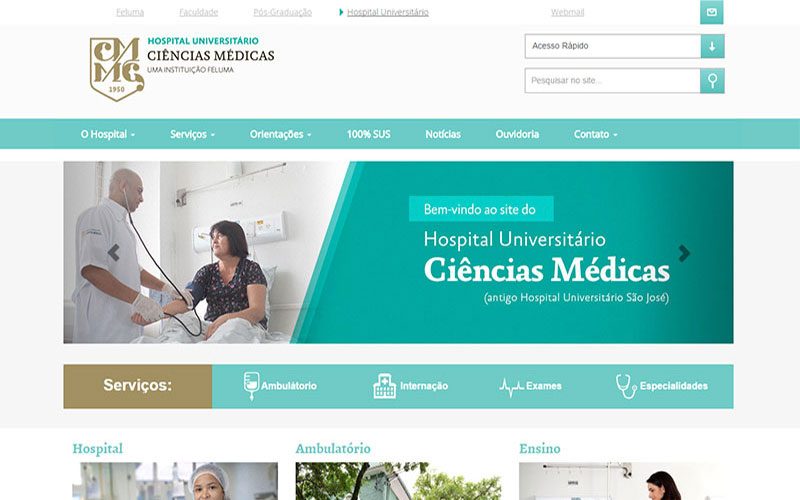 Feluma
Faculdade
Pós-Graduação
Hospital Universitário
Webmail
CMMG
1950
HOSPITAL UNIVERSITÁRIO
CIÊNCIAS MÉDICAS
UMA INSTITUIÇÃO FELUMA
Acesso Rápido
Pesquisar no site...
O Hospital
Serviços
Orientações
100% SUS
Notícias
Ouvidoria
Contato
Bem-vindo ao site do
Hospital Universitário
Ciências Médicas
(antigo Hospital Universitário São José)
Serviços:
Ambulátorio
Internação
Exames
Especialidades
Hospital
Ambulatório
Ensino